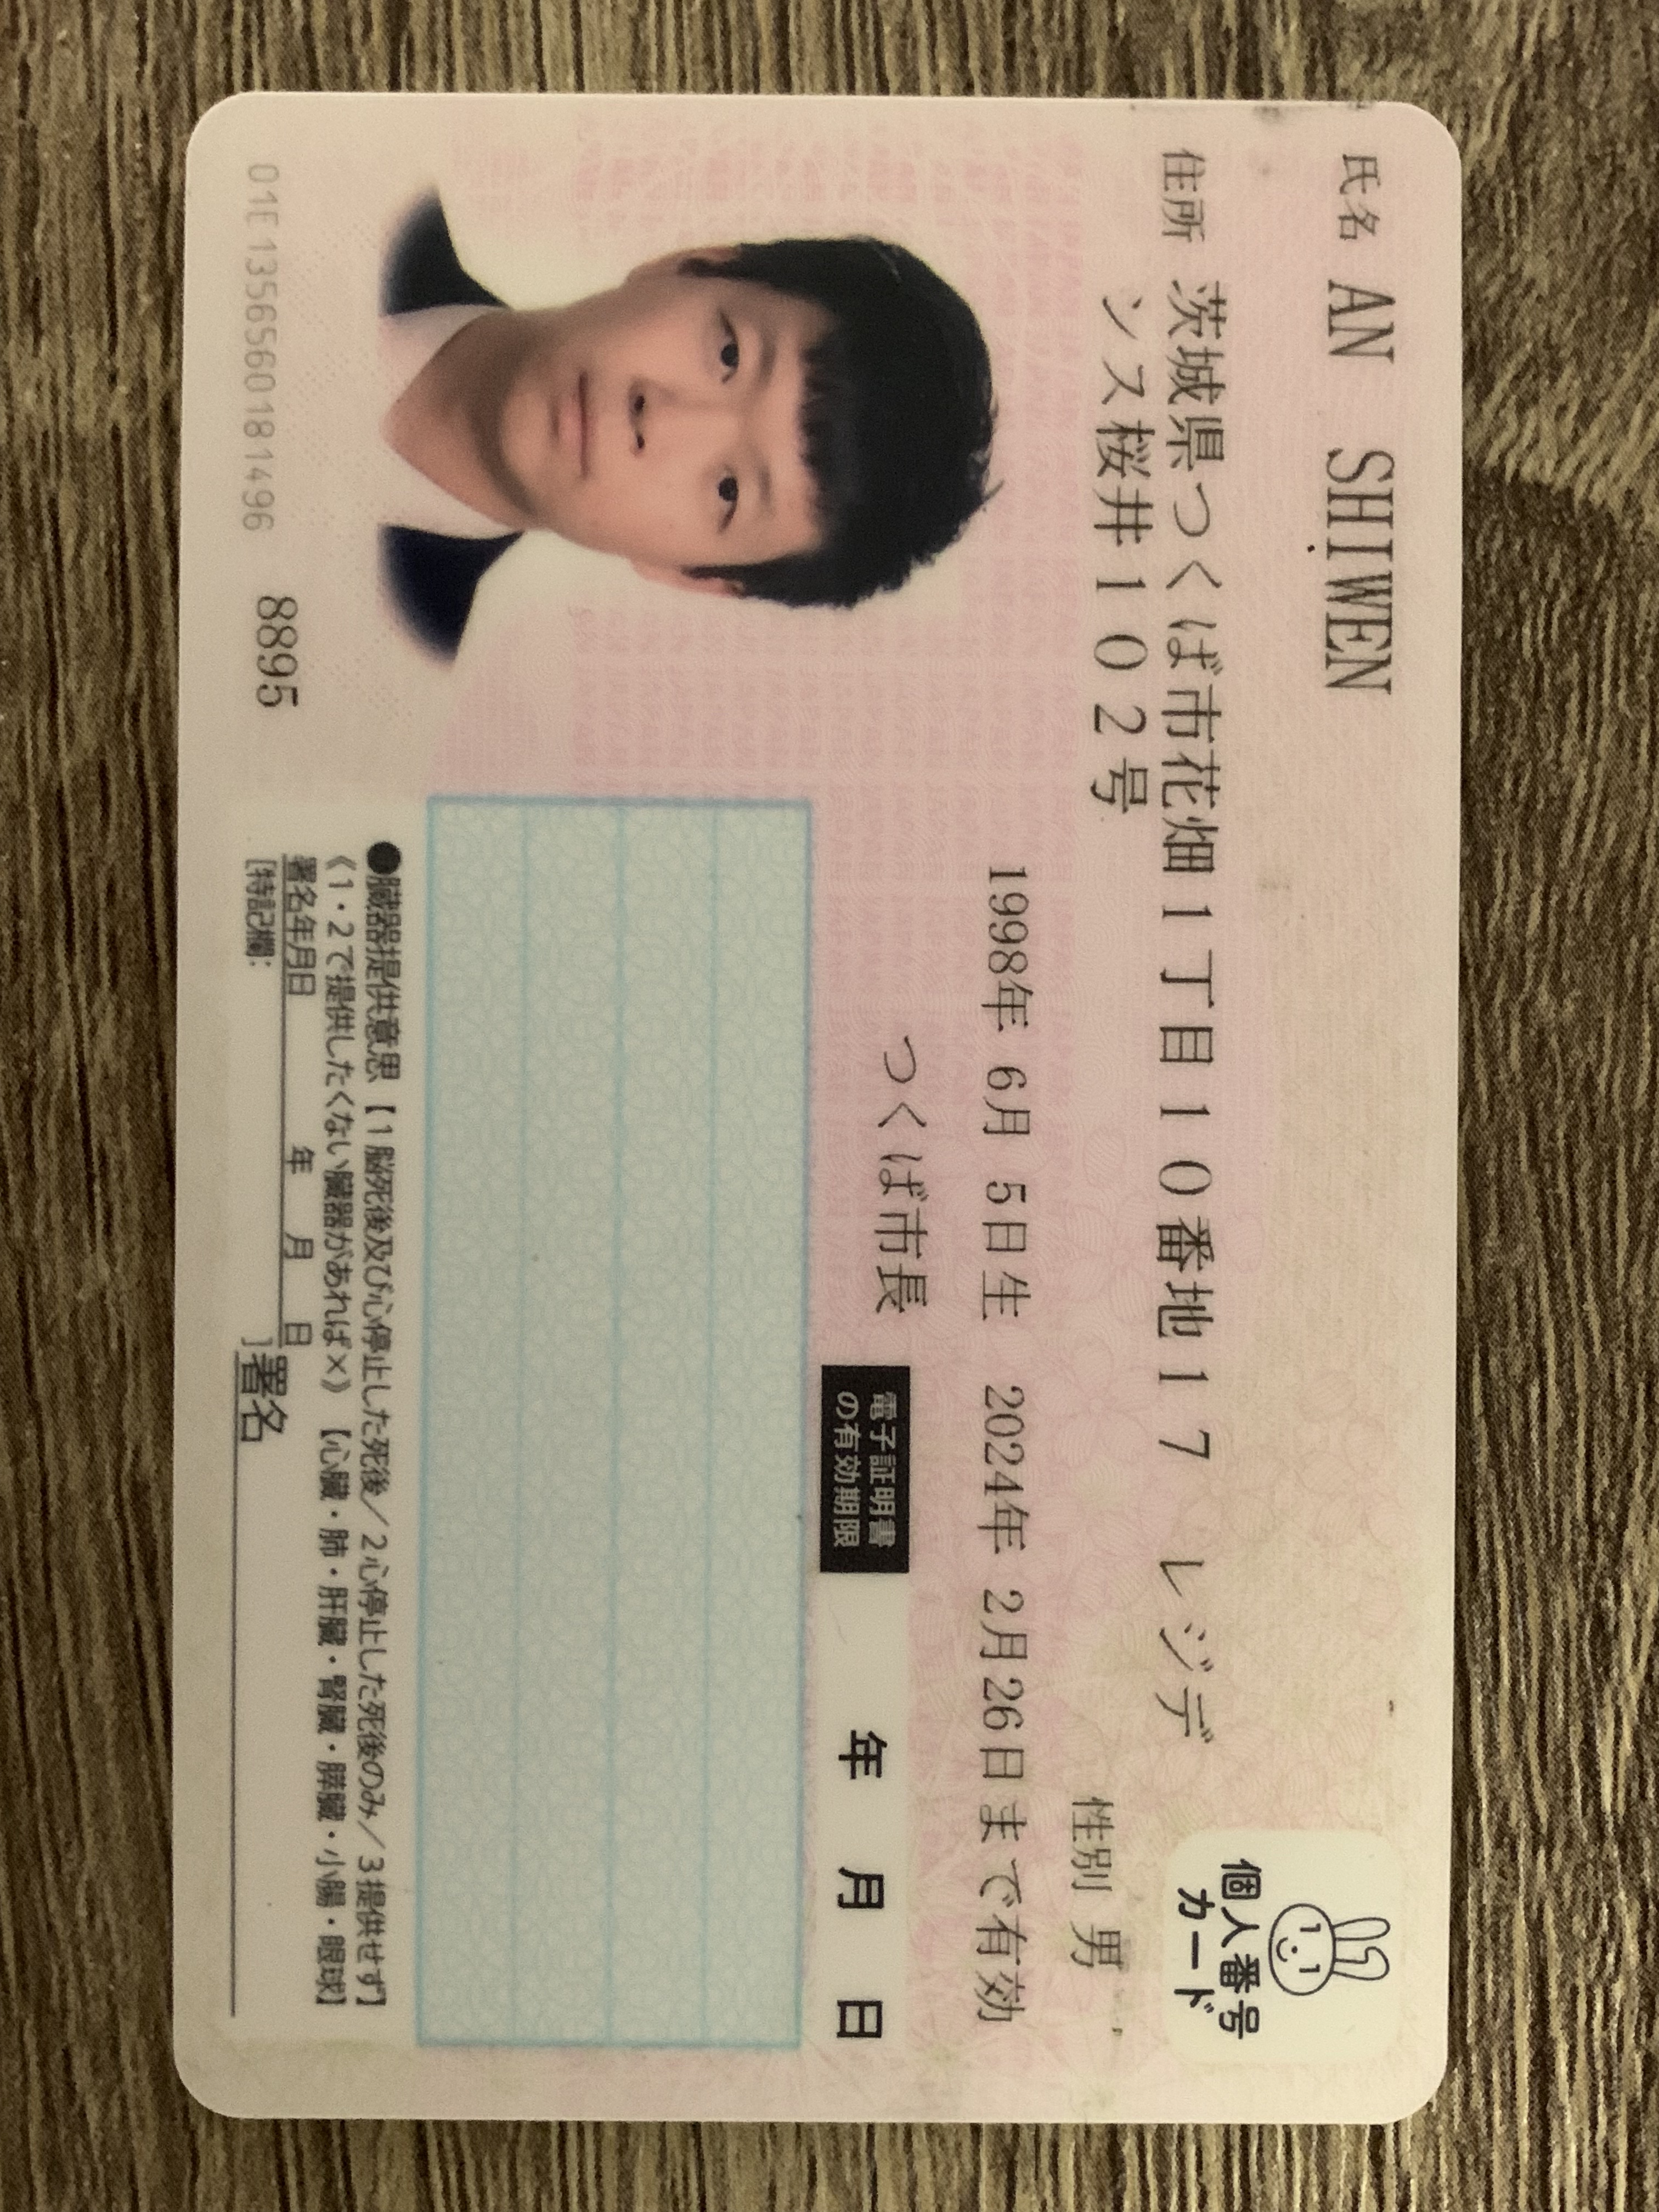 氏名 AN SHIWEN
住所 茨城県つくば市花畑1丁目10番地17 レジデ
ンス桜井102号
個人番号
カード
性別 男
1998年 6月 5日生 2024年 2月26日まで有効
つくば市長
電子証明書
の有効期限
年 月 日
01E1356560181496 8895
●臓器提供意思【1脳死後及び心停止した死後/2心停止した死後のみ/3提供せず】
《1・2で提供したくない臓器があれば×》【心臓・肺・肝臓・腎臓・膵臓・小腸・眼球】
署名年月日 年 月 日
[特記欄: ]署名